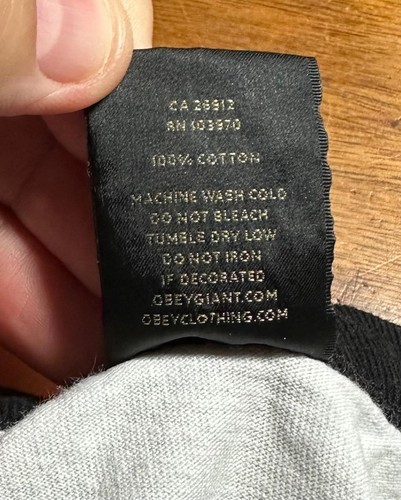 CA 26912
RN 103970
100% COTTON
MACHINE WASH COLD
DO NOT BLEACH
TUMBLE DRY LOW
DO NOT IRON
IF DECORATED
OBEYGIANT.COM
OBEYCLOTHING.COM